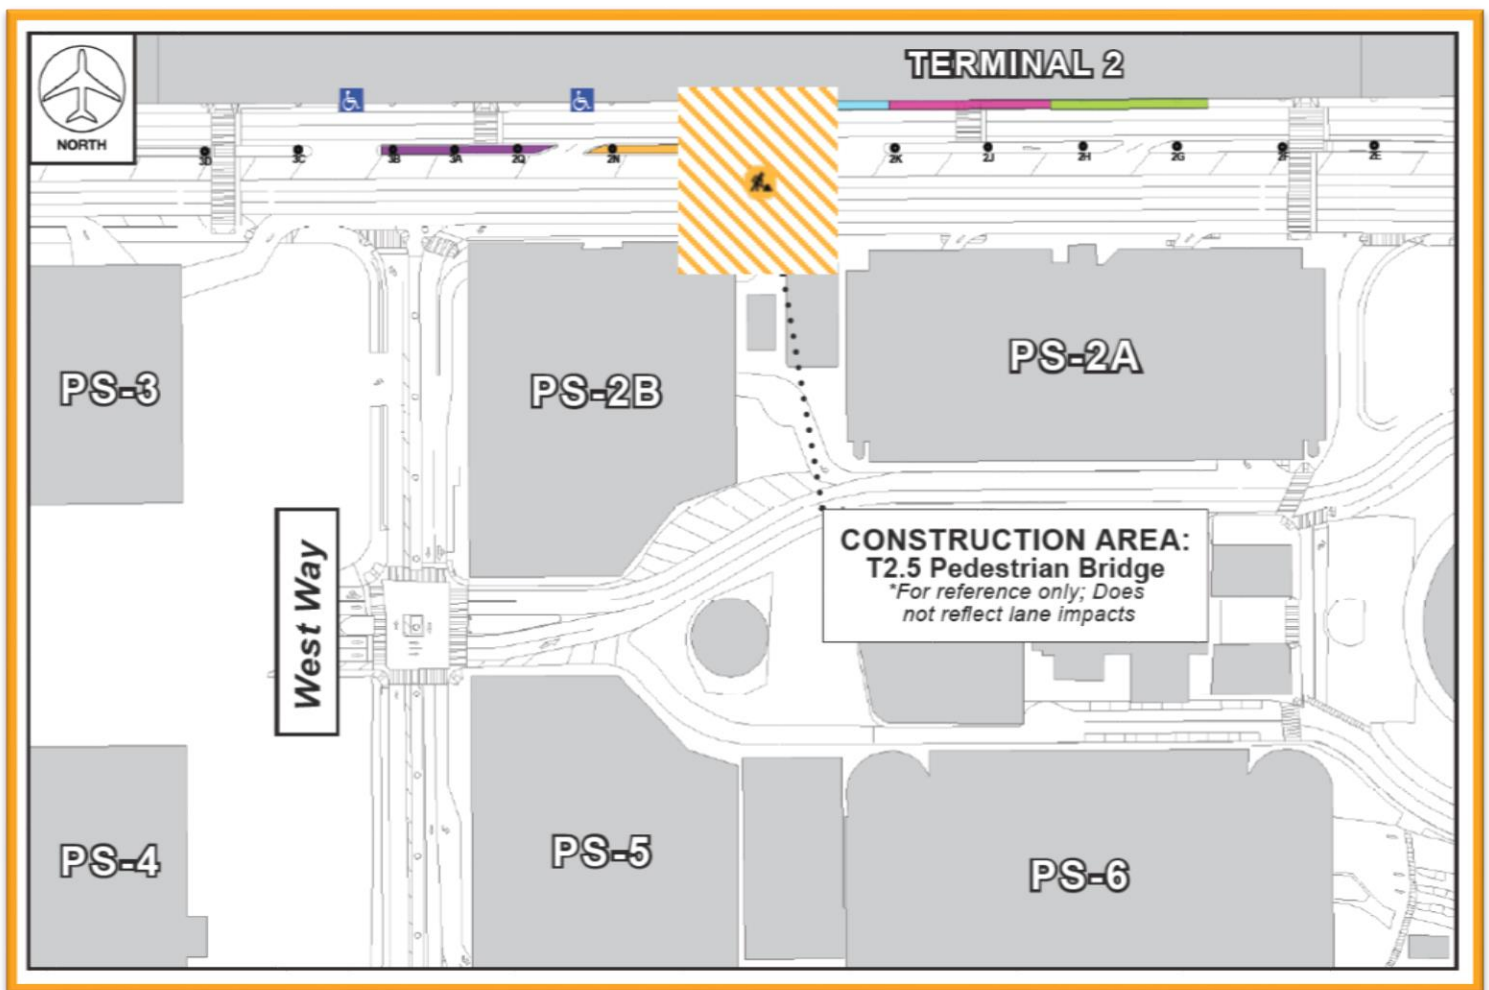 TERMINAL 2
NORTH
3D
3C
3B
3A
2Q
2N
2K
2J
2H
2G
2F
2E
PS-3
PS-2B
PS-2A
West Way
CONSTRUCTION AREA:
T2.5 Pedestrian Bridge
*For reference only; Does
not reflect lane impacts
PS-4
PS-5
PS-6